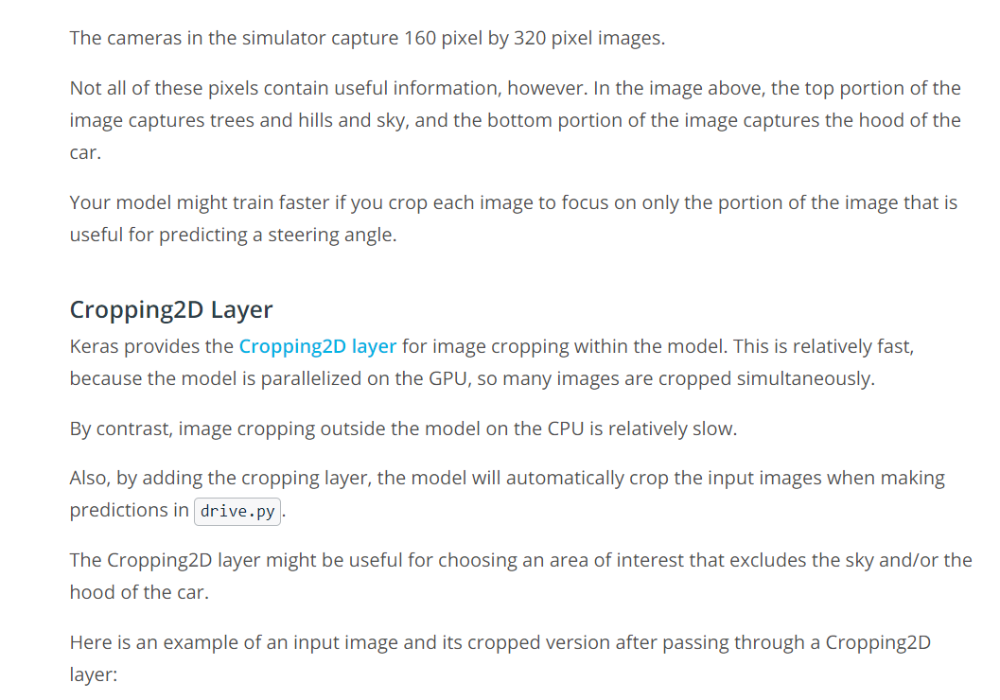 The cameras in the simulator capture 160 pixel by 320 pixel images.
Not all of these pixels contain useful information, however. In the image above, the top portion of the
image captures trees and hills and sky, and the bottom portion of the image captures the hood of the
car.
Your model might train faster if you crop each image to focus on only the portion of the image that is
useful for predicting a steering angle.
Cropping2D Layer
Keras provides the Cropping2D layer for image cropping within the model. This is relatively fast,
because the model is parallelized on the GPU, so many images are cropped simultaneously.
By contrast, image cropping outside the model on the CPU is relatively slow.
Also, by adding the cropping layer, the model will automatically crop the input images when making
predictions in drive.py.
The Cropping2D layer might be useful for choosing an area of interest that excludes the sky and/or the
hood of the car.
Here is an example of an input image and its cropped version after passing through a Cropping2D
layer: